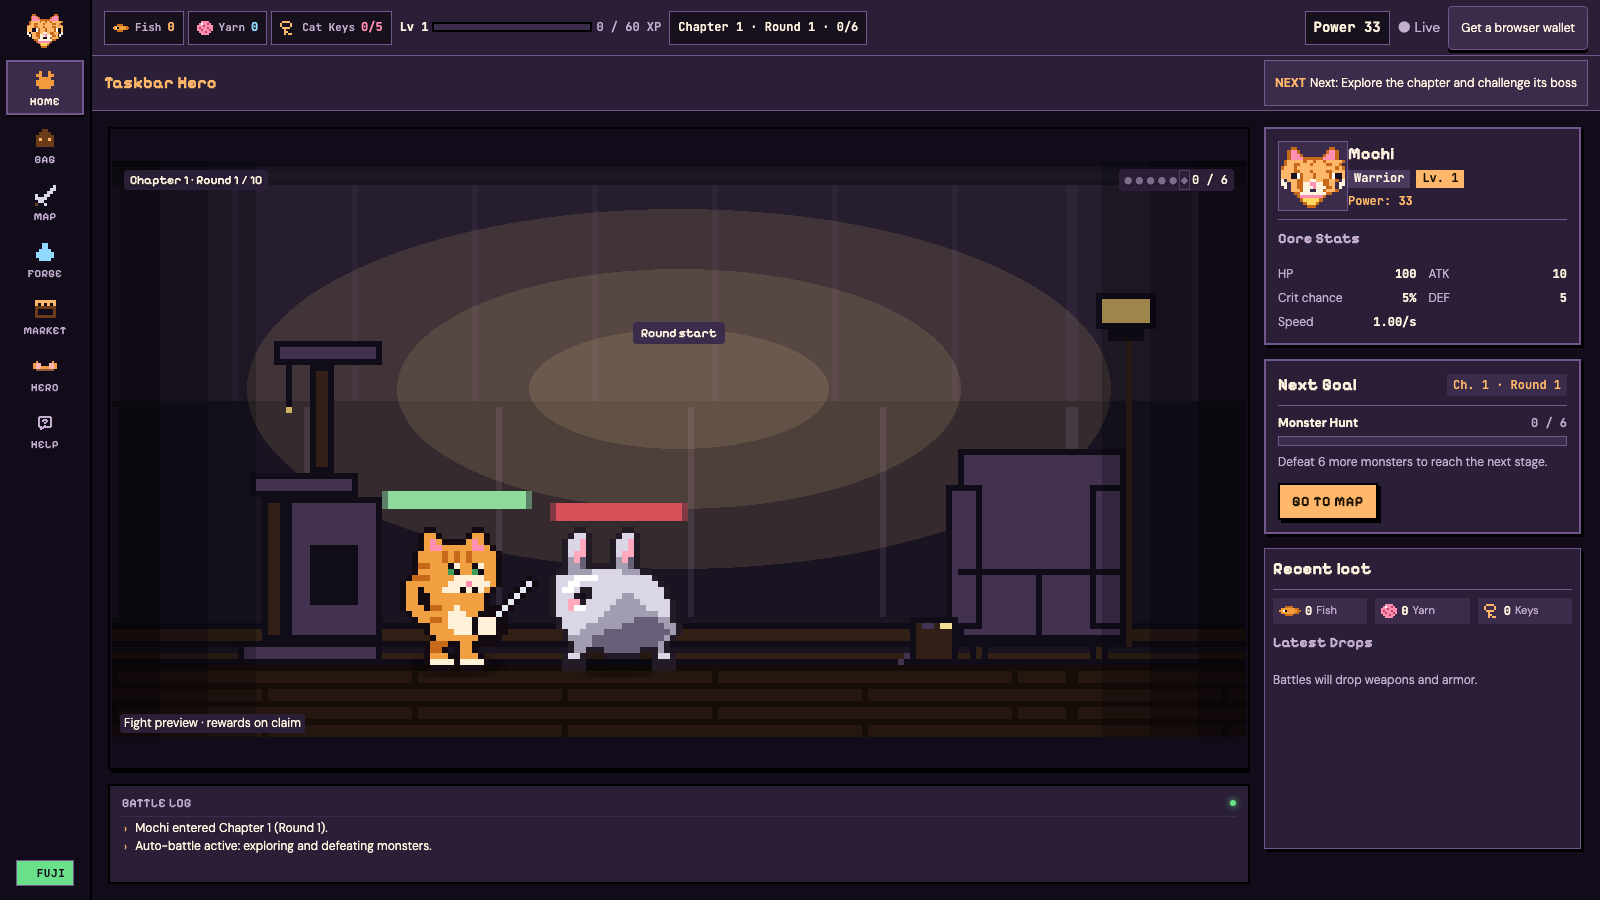 Fish 0
Yarn 0
Cat Keys 0/5
Lv 1
0 / 60 XP
Chapter 1 · Round 1 · 0/6
Power 33
Live
Get a browser wallet
Taskbar Hero
NEXT Next: Explore the chapter and challenge its boss
HOME
BAG
MAP
FORGE
MARKET
HERO
HELP
FUJI
Chapter 1 · Round 1 / 10
0 / 6
Round start
Fight preview · rewards on claim
BATTLE LOG
› Mochi entered Chapter 1 (Round 1).
› Auto-battle active: exploring and defeating monsters.
Mochi
Warrior Lv. 1
Power: 33
Core Stats
HP 100 ATK 10
Crit chance 5% DEF 5
Speed 1.00/s
Next Goal
Ch. 1 · Round 1
Monster Hunt 0 / 6
Defeat 6 more monsters to reach the next stage.
GO TO MAP
Recent loot
0 Fish
0 Yarn
0 Keys
Latest Drops
Battles will drop weapons and armor.